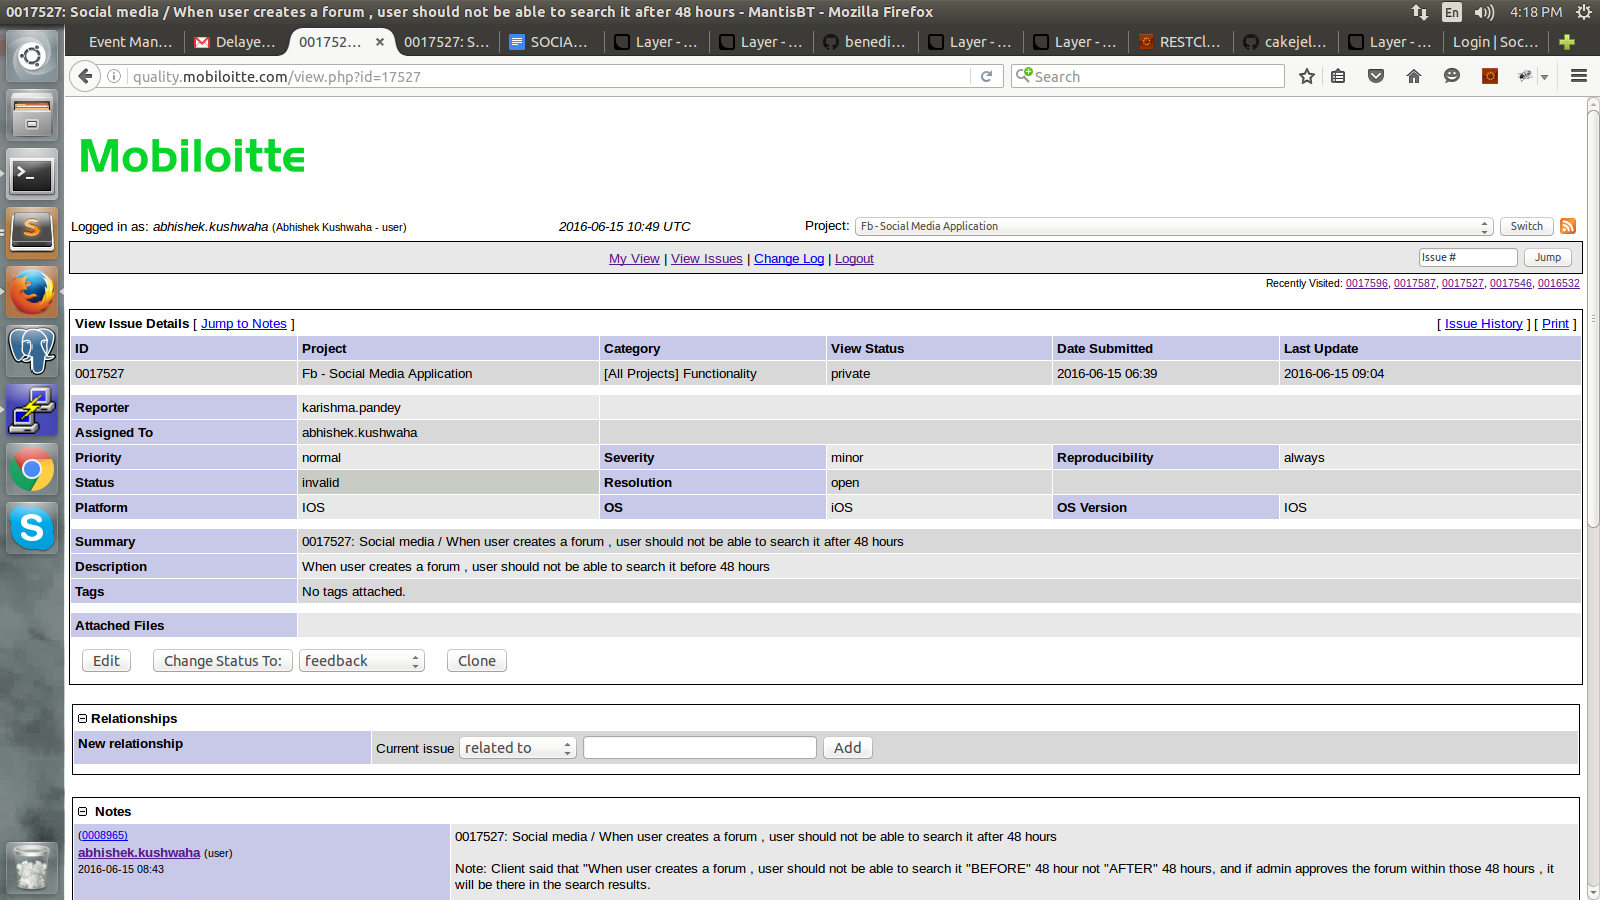 0017527: Social media / When user creates a forum , user should not be able to search it after 48 hours - MantisBT - Mozilla Firefox
En 4:18 PM
Event Man... Delaye... 001752... 0017527: S... SOCIA... Layer - ... Layer - ... benedi... Layer - ... Layer - ... RESTCl... cakejel... Layer - ... Login | Soc...
quality.mobiloitte.com/view.php?id=17527 Search
Mobiloitte
Logged in as: abhishek.kushwaha (Abhishek Kushwaha - user) 2016-06-15 10:49 UTC Project: Fb - Social Media Application Switch
My View | View Issues | Change Log | Logout Issue # Jump
Recently Visited: 0017596, 0017587, 0017527, 0017546, 0016532
View Issue Details [ Jump to Notes ] [ Issue History ] [ Print ]
ID Project Category View Status Date Submitted Last Update
0017527 Fb - Social Media Application [All Projects] Functionality private 2016-06-15 06:39 2016-06-15 09:04
Reporter karishma.pandey
Assigned To abhishek.kushwaha
Priority normal Severity minor Reproducibility always
Status invalid Resolution open
Platform IOS OS iOS OS Version IOS
Summary 0017527: Social media / When user creates a forum , user should not be able to search it after 48 hours
Description When user creates a forum , user should not be able to search it before 48 hours
Tags No tags attached.
Attached Files
Edit Change Status To: feedback Clone
Relationships
New relationship Current issue related to Add
Notes
(0008965) 0017527: Social media / When user creates a forum , user should not be able to search it after 48 hours
abhishek.kushwaha (user)
2016-06-15 08:43 Note: Client said that "When user creates a forum , user should not be able to search it "BEFORE" 48 hour not "AFTER" 48 hours, and if admin approves the forum within those 48 hours , it
will be there in the search results.